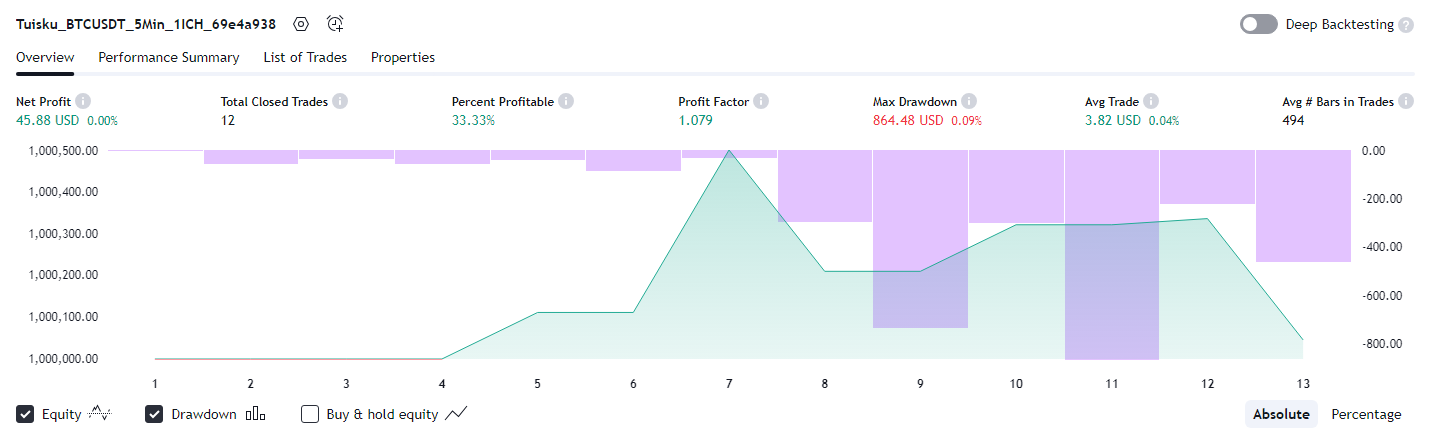 Tuisku_BTCUSDT_5Min_1ICH_69e4a938 Deep Backtesting ?
Overview Performance Summary List of Trades Properties
Net Profit Total Closed Trades Percent Profitable Profit Factor Max Drawdown Avg Trade Avg # Bars in Trades
45.88 USD 0.00% 12 33.33% 1.079 864.48 USD 0.09% 3.82 USD 0.04% 494
1,000,500.00 0.00
1,000,400.00 -200.00
1,000,300.00 -400.00
1,000,200.00 -600.00
1,000,100.00 -800.00
1,000,000.00
1 2 3 4 5 6 7 8 9 10 11 12 13
Equity Drawdown Buy & hold equity Absolute Percentage